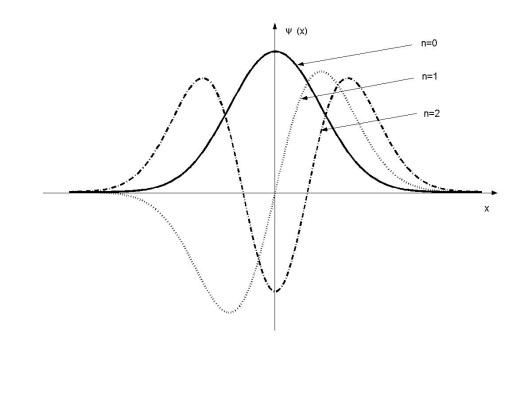 Ψ (x)
n=0
n=1
n=2
x